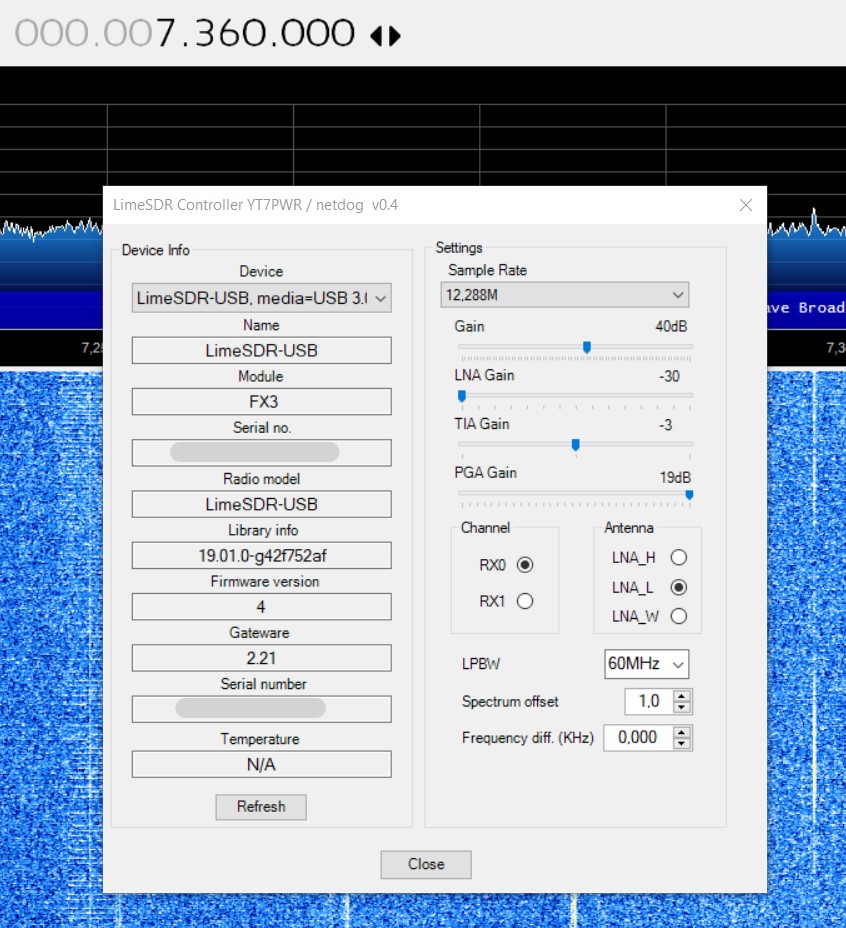 000.007.360.000
LimeSDR Controller YT7PWR / netdog v0.4
Device Info
Device
LimeSDR-USB, media=USB 3.
Name
LimeSDR-USB
Module
FX3
Serial no.
Radio model
LimeSDR-USB
Library info
19.01.0-g42f752af
Firmware version
4
Gateware
2.21
Serial number
Temperature
N/A
Refresh
Settings
Sample Rate
12,288M
Gain 40dB
LNA Gain -30
TIA Gain -3
PGA Gain 19dB
Channel
RX0
RX1
Antenna
LNA_H
LNA_L
LNA_W
LPBW 60MHz
Spectrum offset 1,0
Frequency diff. (KHz) 0,000
Close
Broad
7,2
7,3